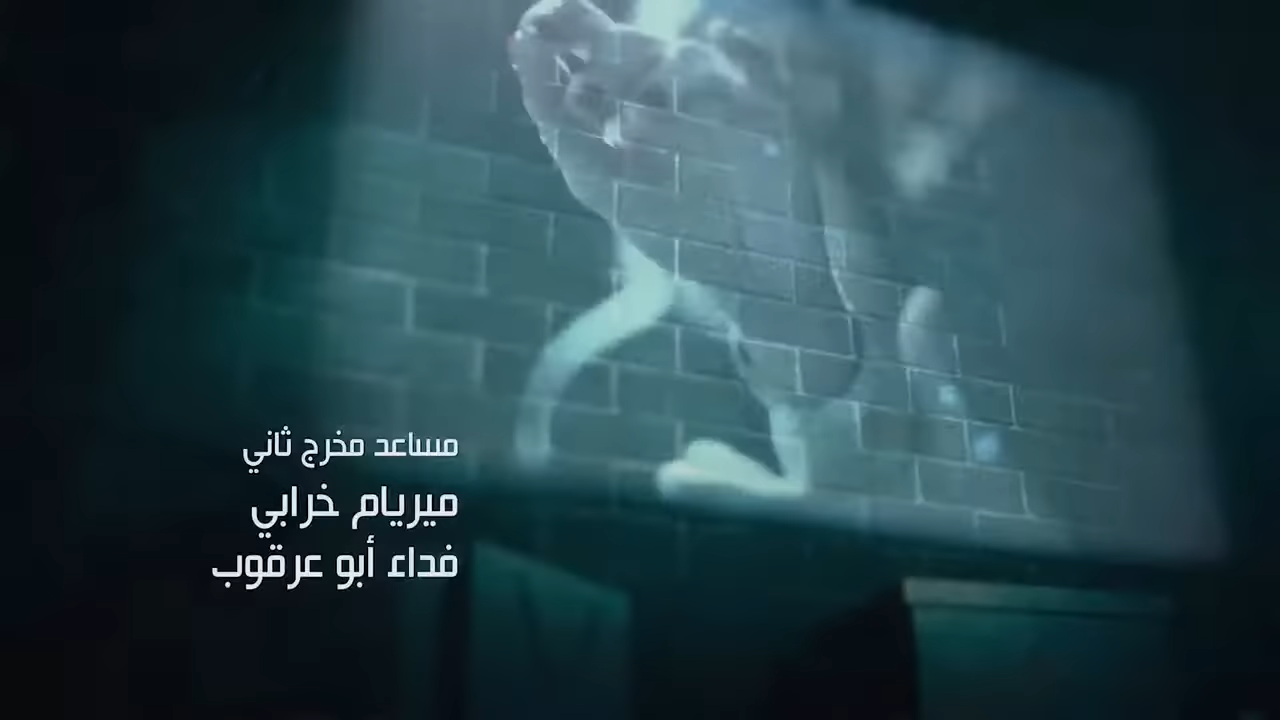 مساعد مخرج ثاني
ميريام خرابي
فداء أبو عرقوب